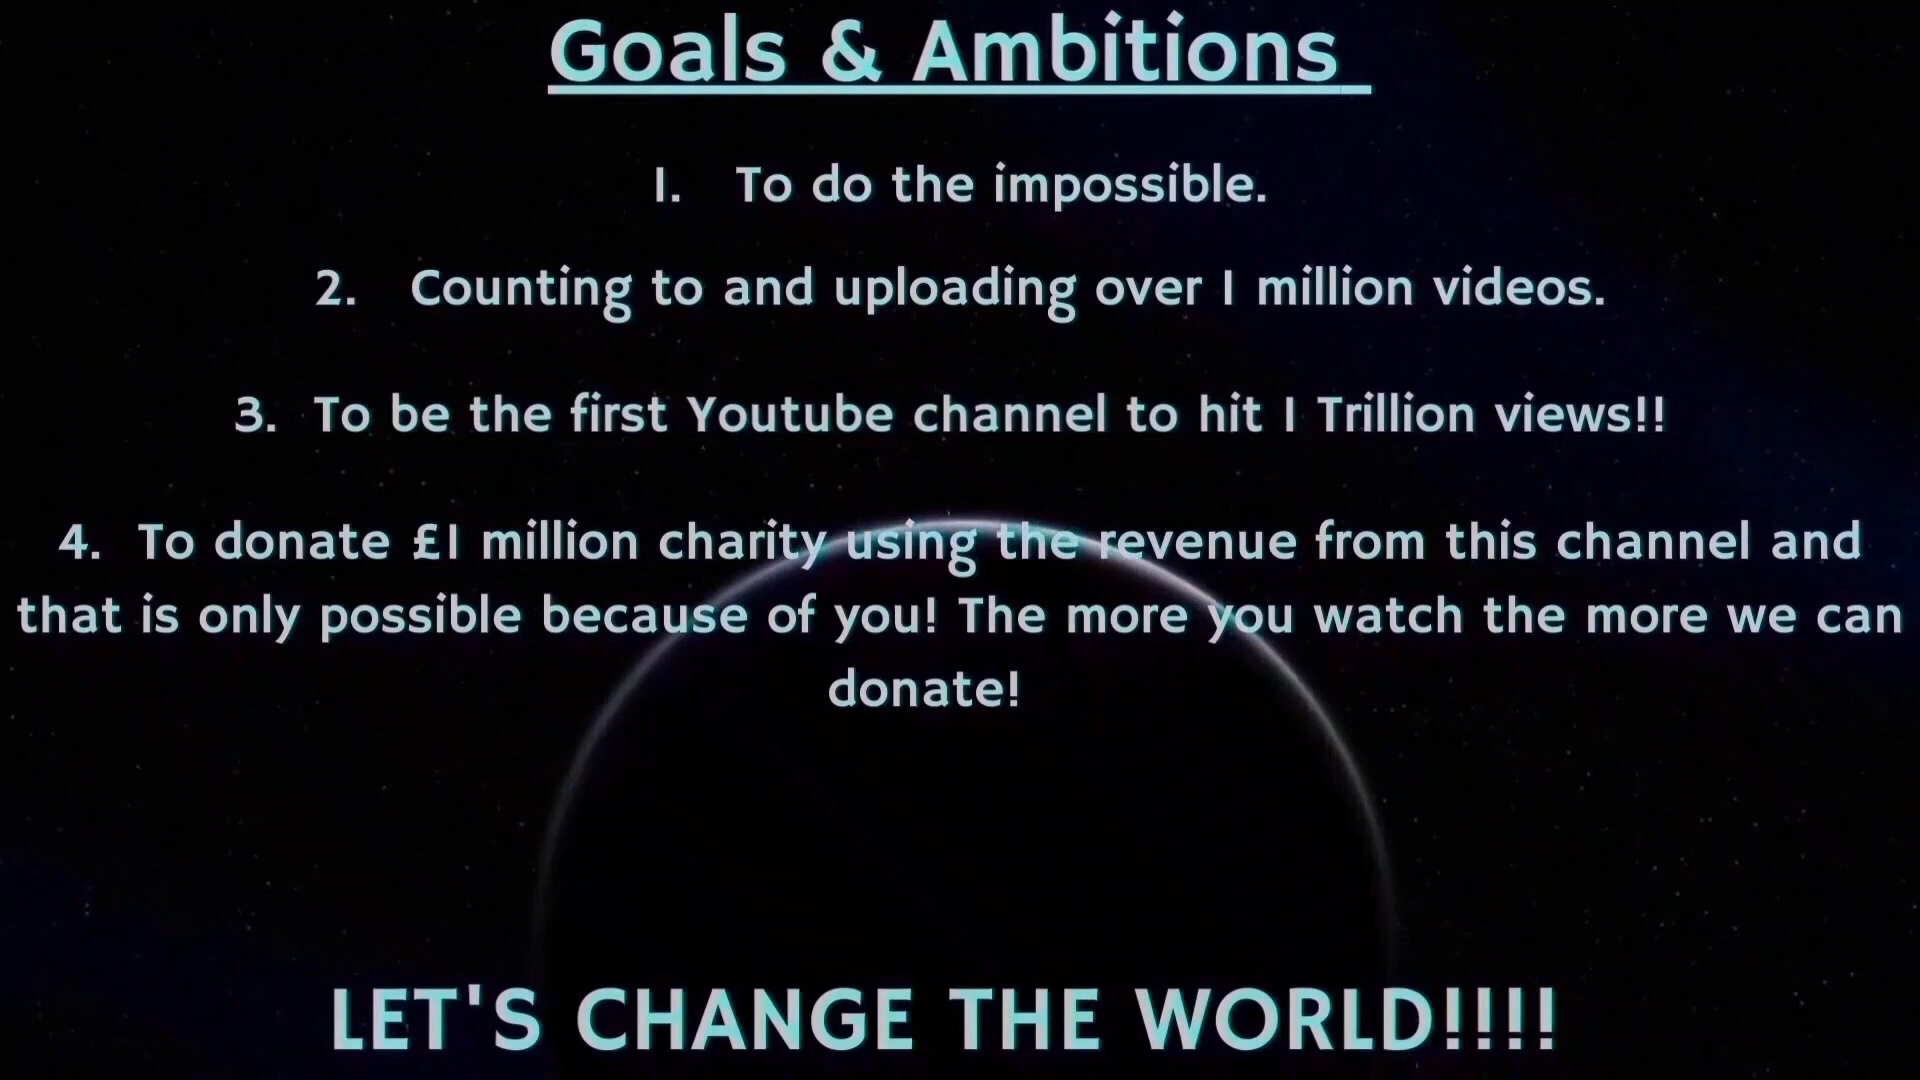 Goals & Ambitions
1. To do the impossible.
2. Counting to and uploading over 1 million videos.
3. To be the first Youtube channel to hit 1 Trillion views!!
4. To donate £1 million charity using the revenue from this channel and
that is only possible because of you! The more you watch the more we can
donate!
LET'S CHANGE THE WORLD!!!!